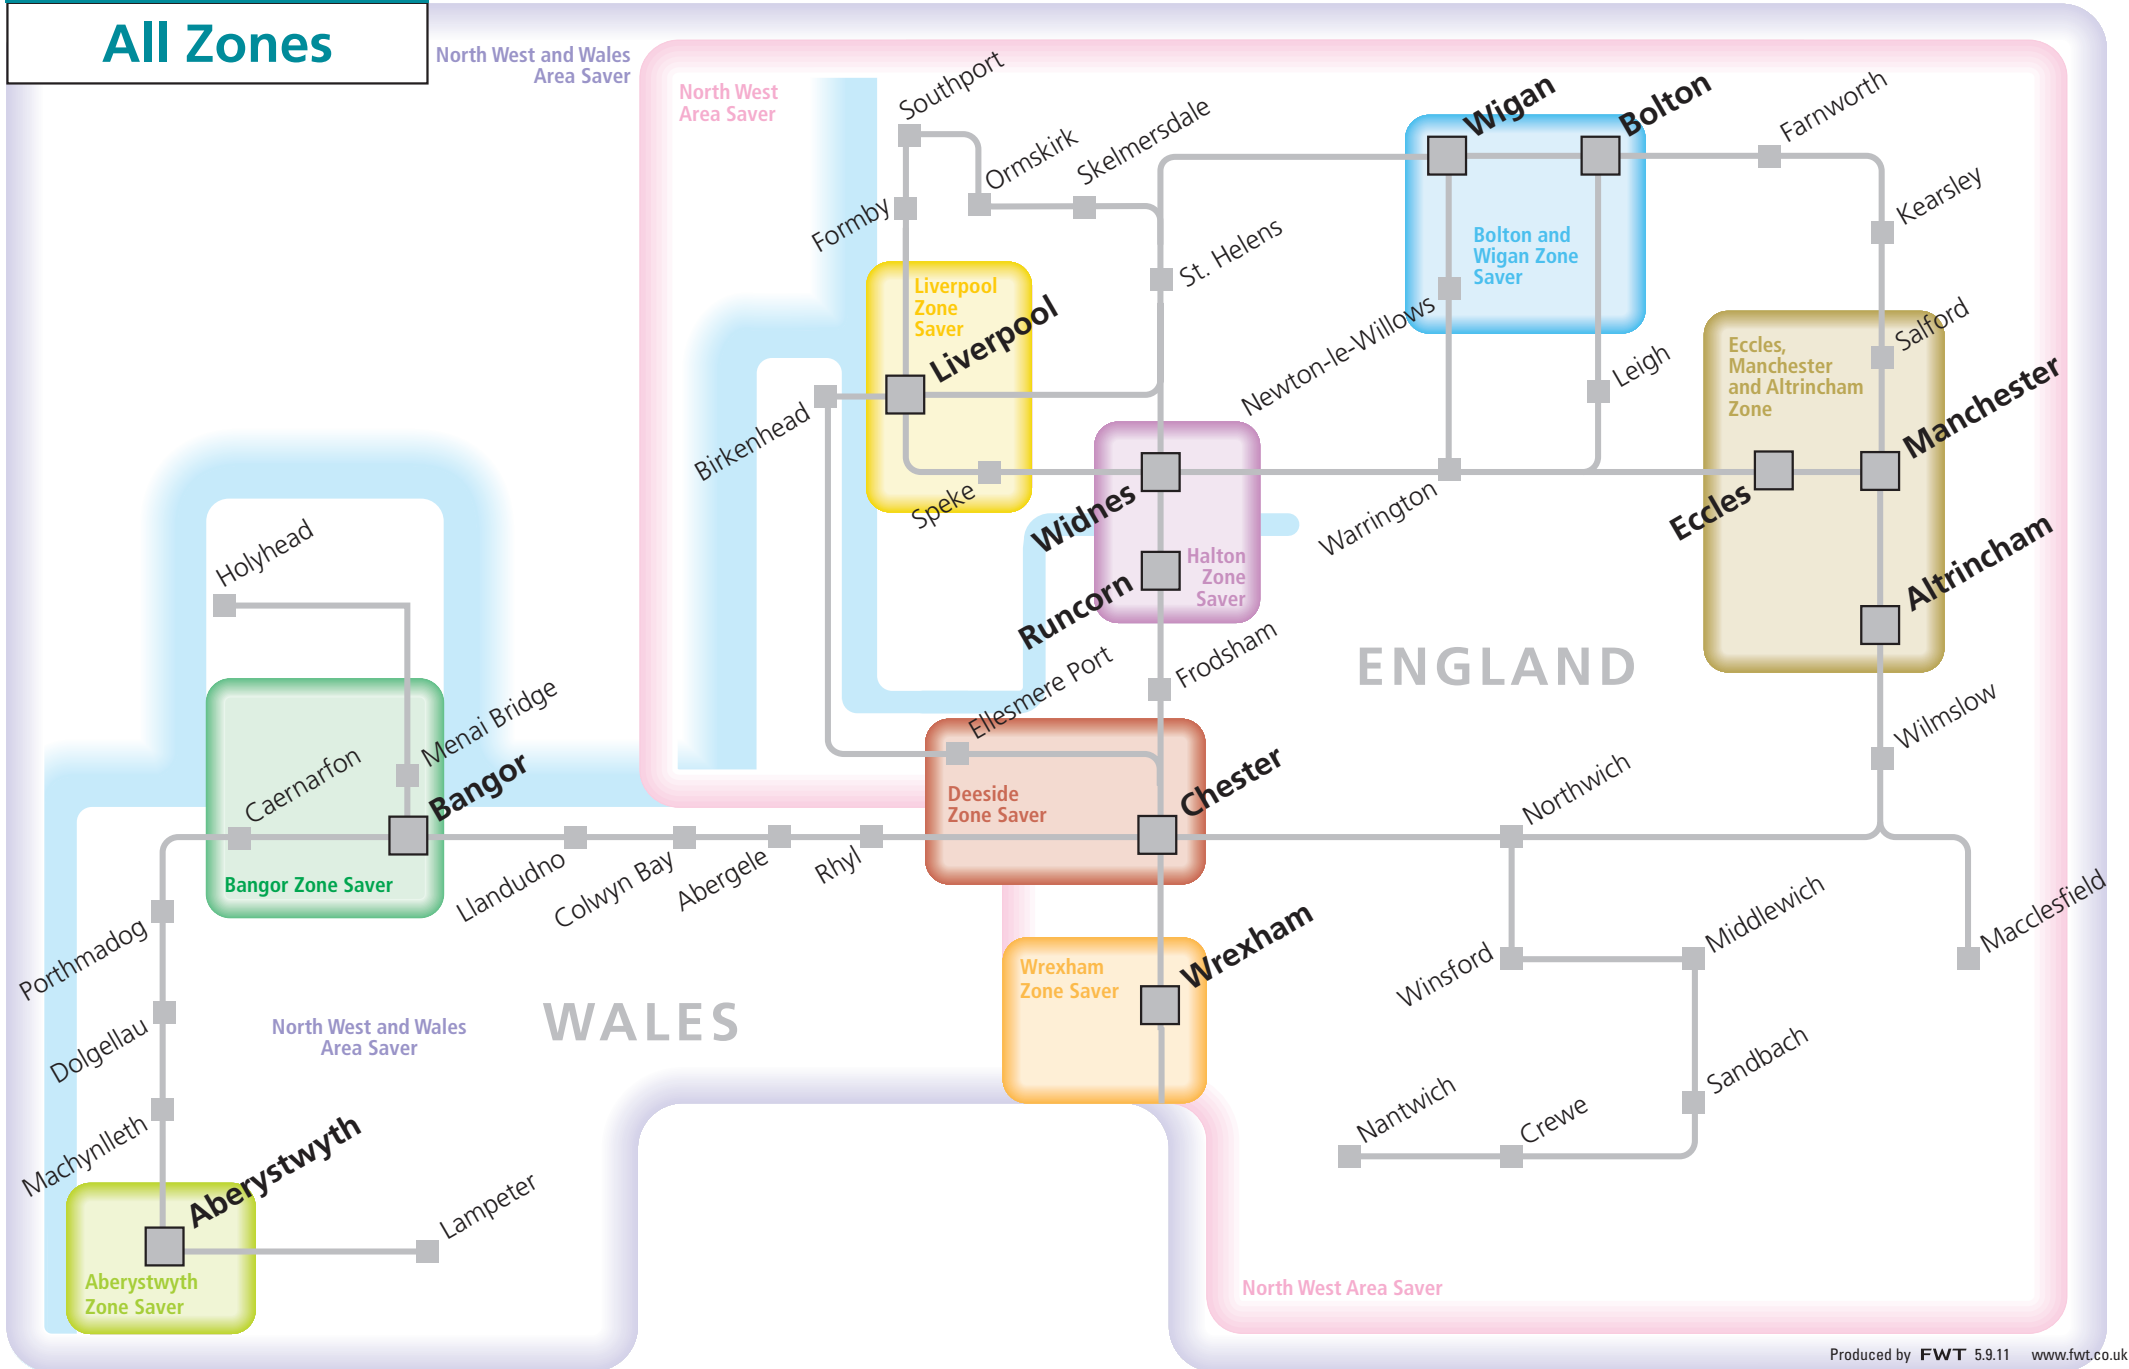 All Zones
North West and Wales
Area Saver
North West
Area Saver
Southport
Ormskirk
Skelmersdale
Formby
St. Helens
Wigan
Bolton
Farnworth
Kearsley
Bolton and
Wigan Zone
Saver
Liverpool
Zone
Saver
Liverpool
Newton-le-Willows
Leigh
Salford
Eccles,
Manchester
and Altrincham
Zone
Manchester
Birkenhead
Speke
Widnes
Warrington
Eccles
Holyhead
Halton
Zone
Saver
Runcorn
Altrincham
Frodsham
ENGLAND
Ellesmere Port
Menai Bridge
Wilmslow
Caernarfon
Bangor
Deeside
Zone Saver
Chester
Northwich
Bangor Zone Saver
Llandudno
Colwyn Bay
Abergele
Rhyl
Porthmadog
Wrexham
Wrexham
Zone Saver
Winsford
Middlewich
Macclesfield
Dolgellau
North West and Wales
Area Saver
WALES
Machynlleth
Sandbach
Nantwich
Crewe
Aberystwyth
Lampeter
Aberystwyth
Zone Saver
North West Area Saver
Produced by FWT 5.9.11 www.fwt.co.uk